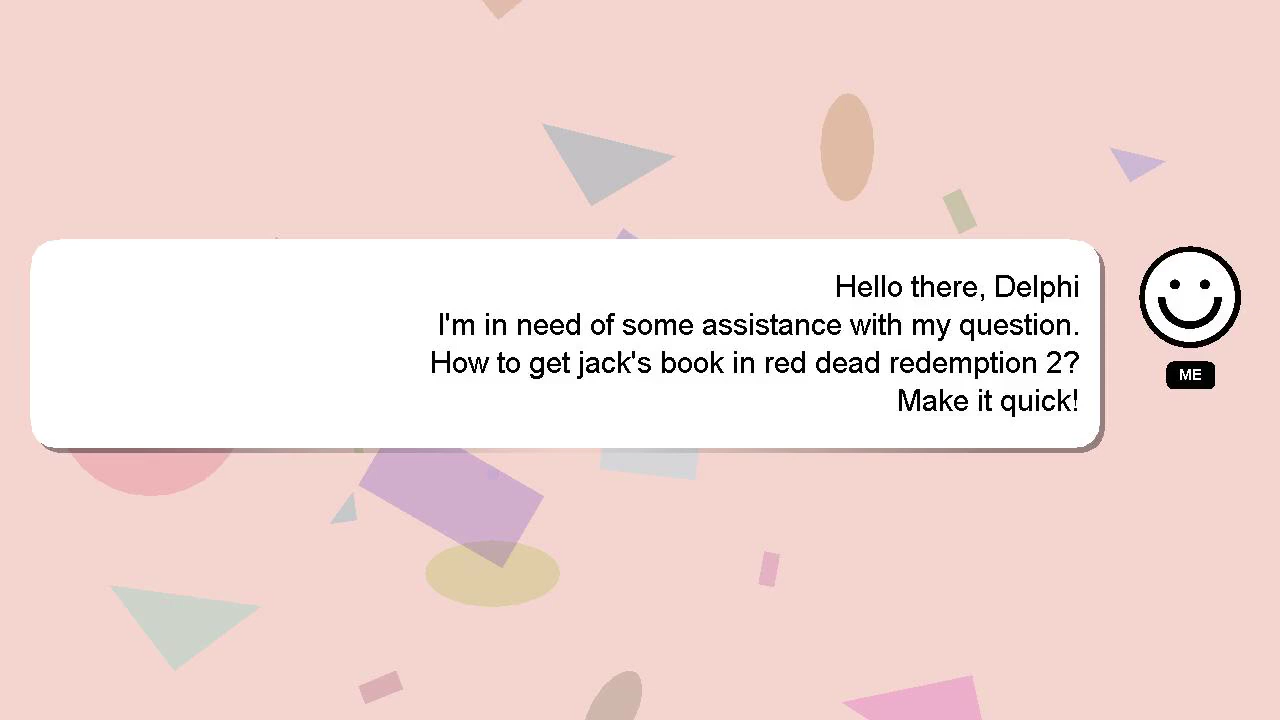 Hello there, Delphi
I'm in need of some assistance with my question.
How to get jack's book in red dead redemption 2?
Make it quick!
ME